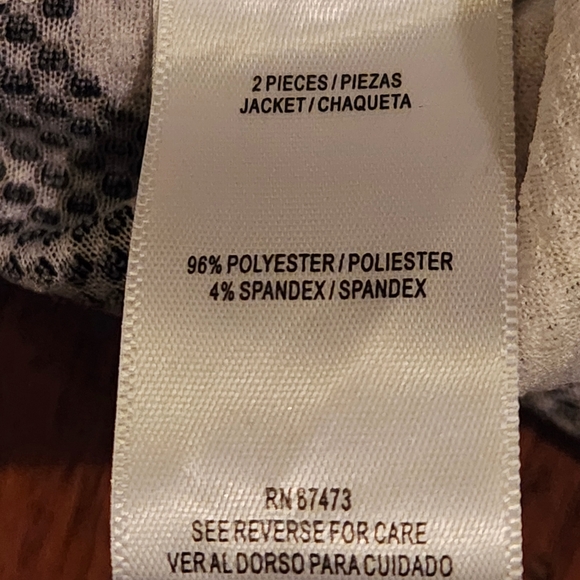 2 PIECES/PIEZAS
JACKET/CHAQUETA
96% POLYESTER/POLIESTER
4% SPANDEX/SPANDEX
RN 67473
SEE REVERSE FOR CARE
VER AL DORSO PARA CUIDADO